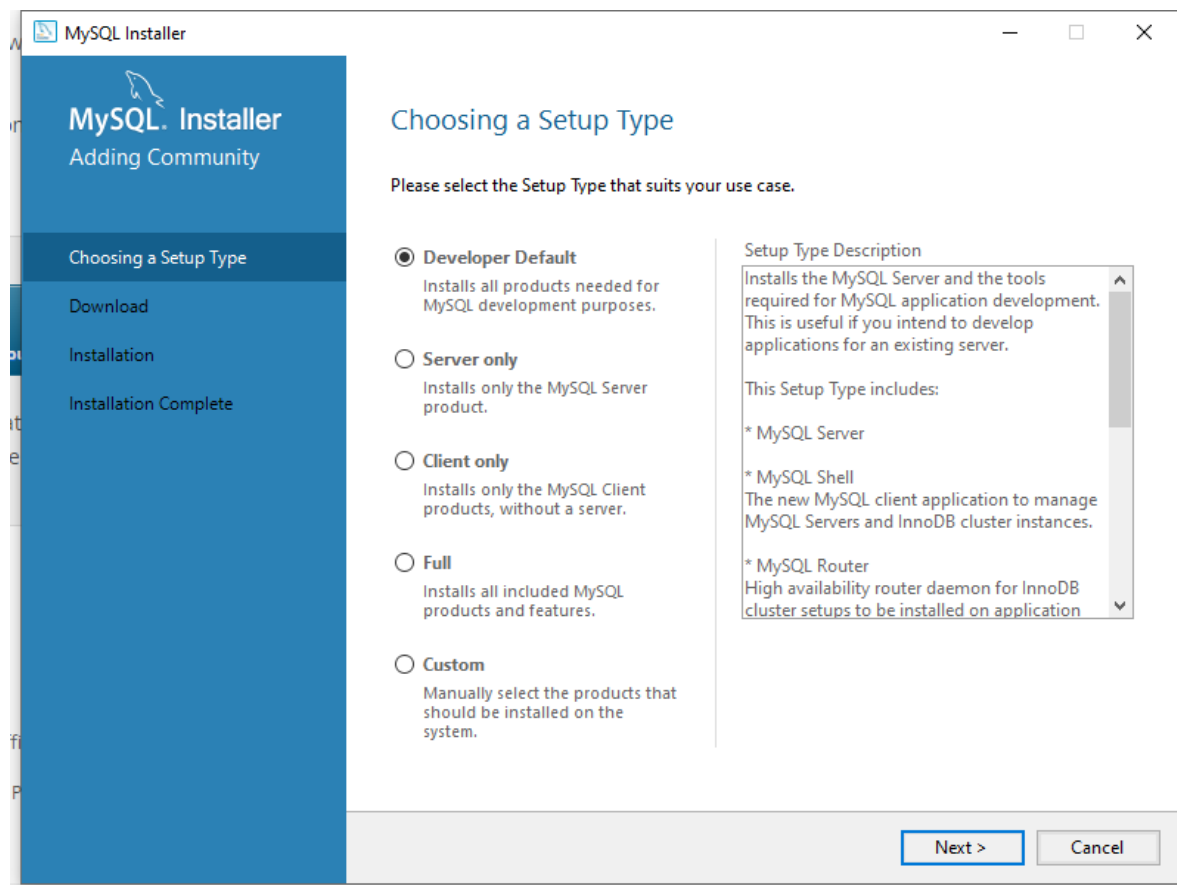 MySQL Installer
MySQL. Installer
Adding Community
Choosing a Setup Type
Download
Installation
Installation Complete
Choosing a Setup Type
Please select the Setup Type that suits your use case.
Developer Default
Installs all products needed for
MySQL development purposes.
Server only
Installs only the MySQL Server
product.
Client only
Installs only the MySQL Client
products, without a server.
Full
Installs all included MySQL
products and features.
Custom
Manually select the products that
should be installed on the
system.
Setup Type Description
Installs the MySQL Server and the tools
required for MySQL application development.
This is useful if you intend to develop
applications for an existing server.
This Setup Type includes:
* MySQL Server
* MySQL Shell
The new MySQL client application to manage
MySQL Servers and InnoDB cluster instances.
* MySQL Router
High availability router daemon for InnoDB
cluster setups to be installed on application
Next >
Cancel